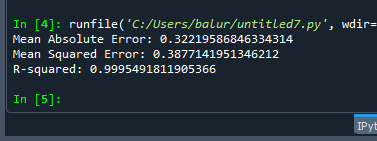 In [4]: runfile('C:/Users/balur/untitled7.py', wdir=
Mean Absolute Error: 0.32219586846334314
Mean Squared Error: 0.3877141951346212
R-squared: 0.9995491811905366
In [5]:
IPyt